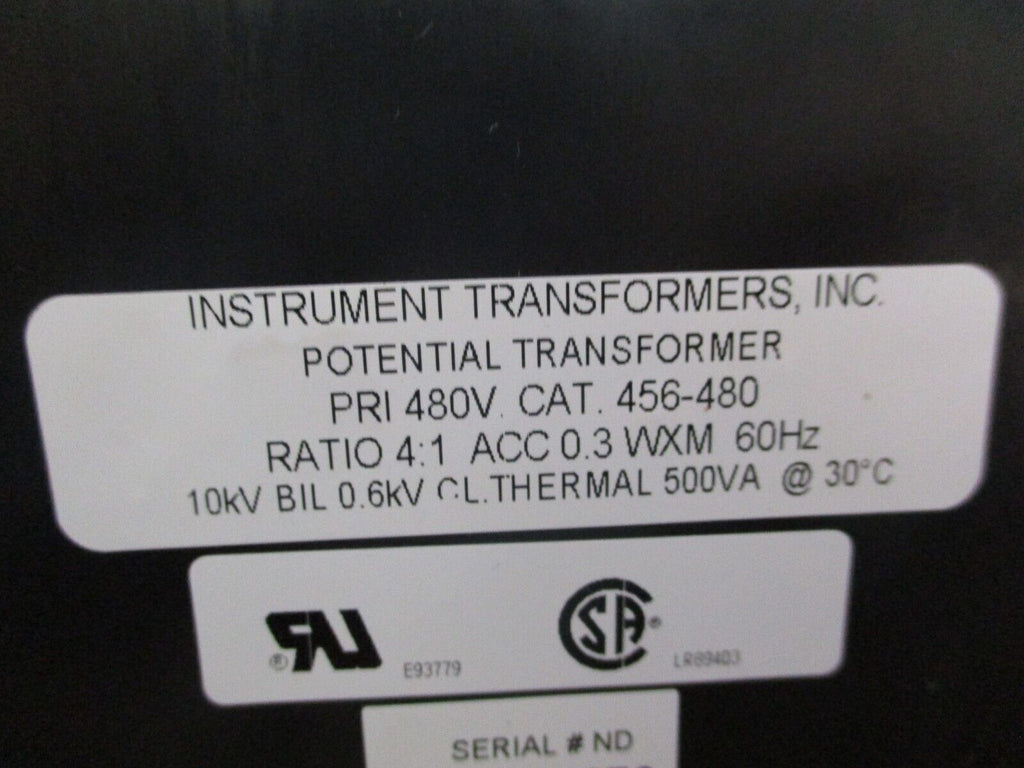 INSTRUMENT TRANSFORMERS, INC.
POTENTIAL TRANSFORMER
PRI 480V. CAT. 456-480
RATIO 4:1 ACC 0.3 WXM 60Hz
10kV BIL 0.6kV CL.THERMAL 500VA @ 30°C
® E93779 SA ® LR89403
SERIAL # ND